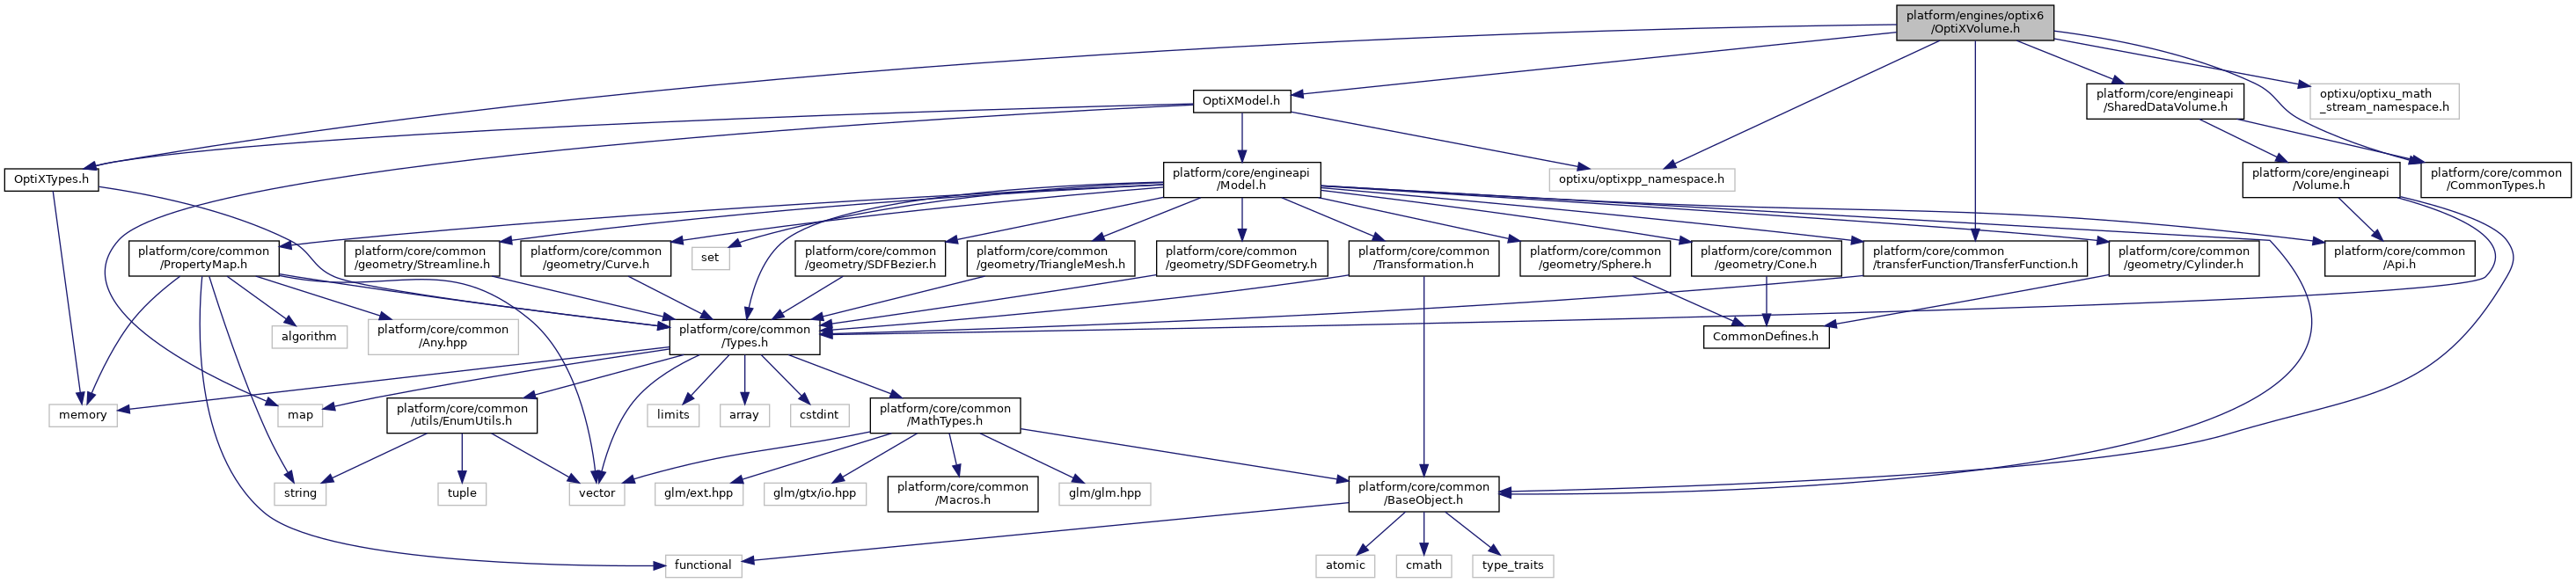 platform/engines/optix6
/OptiXVolume.h
OptiXModel.h
platform/core/engineapi
/SharedDataVolume.h
optixu/optixu_math
_stream_namespace.h
OptiXTypes.h
platform/core/engineapi
/Model.h
optixu/optixpp_namespace.h
platform/core/engineapi
/Volume.h
platform/core/common
/CommonTypes.h
platform/core/common
/PropertyMap.h
platform/core/common
/geometry/Streamline.h
platform/core/common
/geometry/Curve.h
set
platform/core/common
/geometry/SDFBezier.h
platform/core/common
/geometry/TriangleMesh.h
platform/core/common
/geometry/SDFGeometry.h
platform/core/common
/Transformation.h
platform/core/common
/geometry/Sphere.h
platform/core/common
/geometry/Cone.h
platform/core/common
/transferFunction/TransferFunction.h
platform/core/common
/geometry/Cylinder.h
platform/core/common
/Api.h
algorithm
platform/core/common
/Any.hpp
platform/core/common
/Types.h
CommonDefines.h
memory
map
platform/core/common
/utils/EnumUtils.h
limits
array
cstdint
platform/core/common
/MathTypes.h
string
tuple
vector
glm/ext.hpp
glm/gtx/io.hpp
platform/core/common
/Macros.h
glm/glm.hpp
platform/core/common
/BaseObject.h
functional
atomic
cmath
type_traits